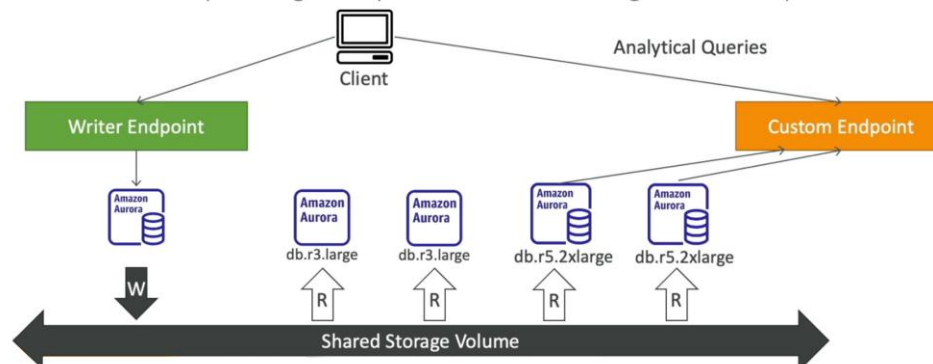 Client
Analytical Queries
Writer Endpoint
Custom Endpoint
Amazon
Aurora
Amazon
Aurora
db.r3.large
Amazon
Aurora
db.r3.large
Amazon
Aurora
db.r5.2xlarge
Amazon
Aurora
db.r5.2xlarge
W
R
R
R
R
Shared Storage Volume